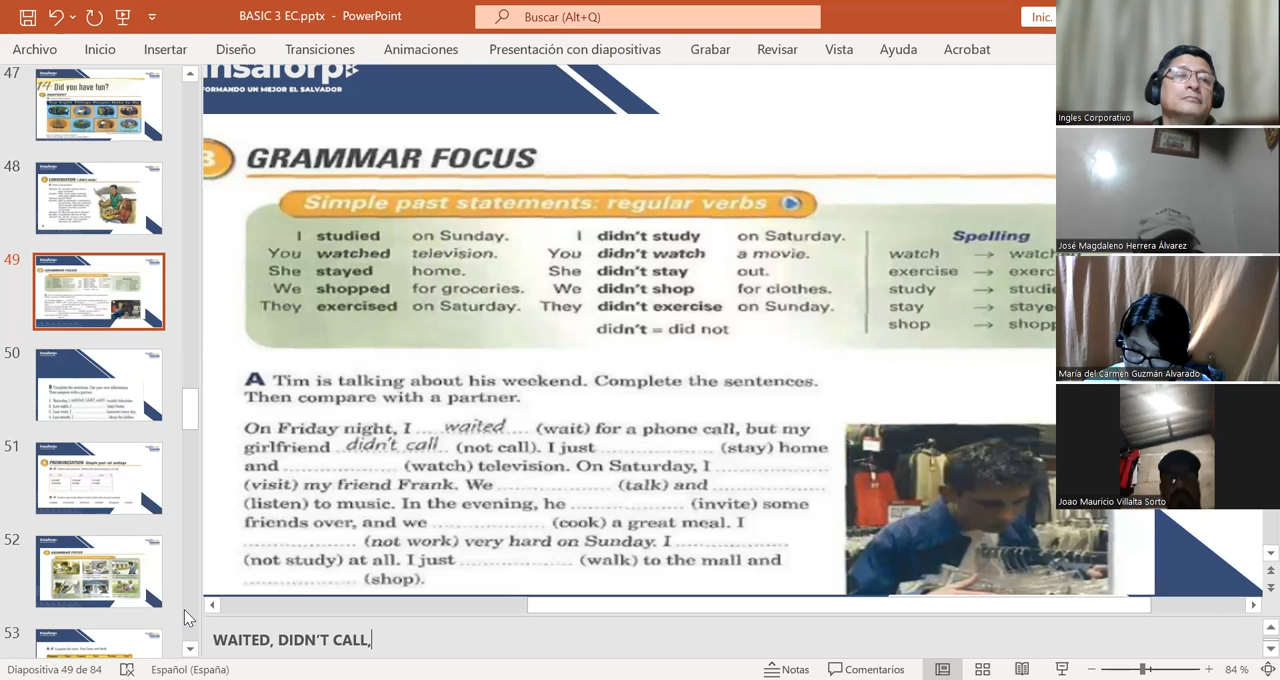 BASIC 3 EC.pptx - PowerPoint
Buscar (Alt+Q)
Inic.
Archivo Inicio Insertar Diseño Transiciones Animaciones Presentación con diapositivas Grabar Revisar Vista Ayuda Acrobat
47
14 Did you have fun?
48
49
GRAMMAR FOCUS
50
51
52
GRAMMAR FOCUS
53
FORMANDO UN MEJOR EL SALVADOR
B GRAMMAR FOCUS
Simple past statements: regular verbs
I studied on Sunday. I didn't study on Saturday. Spelling
You watched television. You didn't watch a movie. watch →
She stayed home. She didn't stay out. exercise →
We shopped for groceries. We didn't shop for clothes. study →
They exercised on Saturday. They didn't exercise on Sunday. stay →
didn't = did not shop →
A Tim is talking about his weekend. Complete the sentences.
Then compare with a partner.
On Friday night, I waited (wait) for a phone call, but my
girlfriend didn't call (not call). I just .............. (stay) home
and .............. (watch) television. On Saturday, I ..............
(visit) my friend Frank. We .............. (talk) and ..............
(listen) to music. In the evening, he .............. (invite) some
friends over, and we .............. (cook) a great meal. I
.............. (not work) very hard on Sunday. I ..............
(not study) at all. I just .............. (walk) to the mall and
.............. (shop).
WAITED, DIDN'T CALL,
Ingles Corporativo
José Magdaleno Herrera Álvarez
María del Carmen Guzmán Alvarado
Joao Mauricio Villalta Sorto
Diapositiva 49 de 84 Español (España) Notas Comentarios 84 %